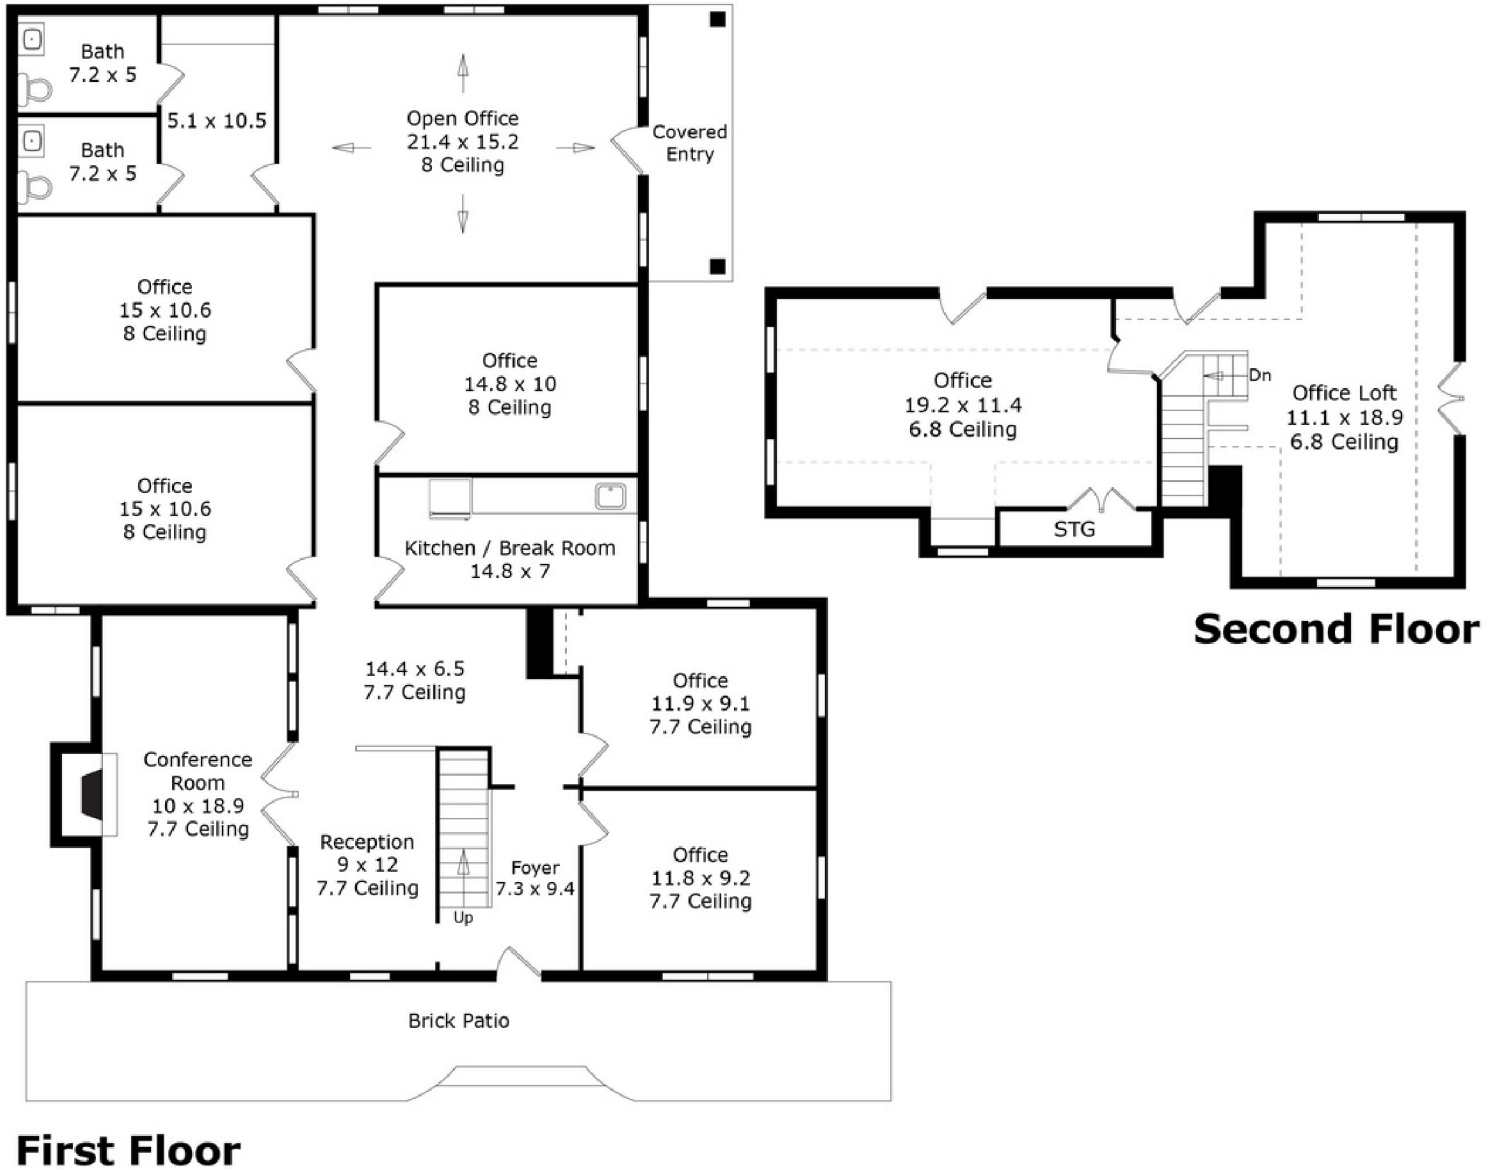 Bath
7.2 x 5
5.1 x 10.5
Bath
7.2 x 5
Open Office
21.4 x 15.2
8 Ceiling
Covered
Entry
Office
15 x 10.6
8 Ceiling
Office
14.8 x 10
8 Ceiling
Office
15 x 10.6
8 Ceiling
Kitchen / Break Room
14.8 x 7
14.4 x 6.5
7.7 Ceiling
Office
11.9 x 9.1
7.7 Ceiling
Conference
Room
10 x 18.9
7.7 Ceiling
Reception
9 x 12
7.7 Ceiling
Up
Foyer
7.3 x 9.4
Office
11.8 x 9.2
7.7 Ceiling
Brick Patio
First Floor
Office
19.2 x 11.4
6.8 Ceiling
Dn
Office Loft
11.1 x 18.9
6.8 Ceiling
STG
Second Floor